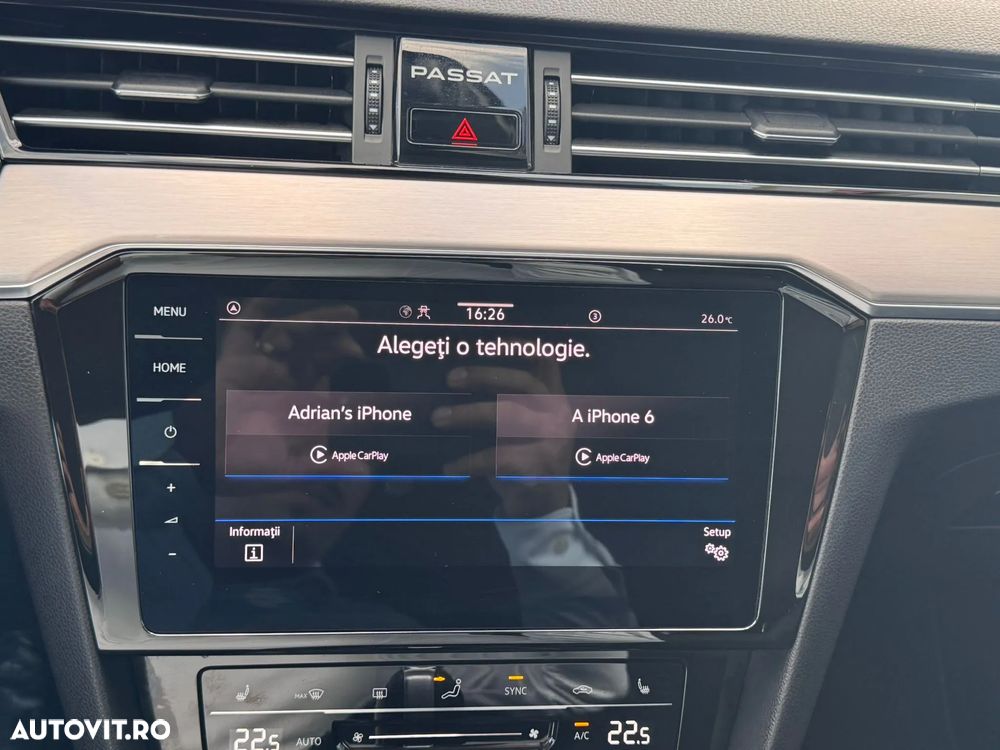 PASSAT
MENU
HOME
16:26
3
26.0°C
Alegeţi o tehnologie.
Adrian's iPhone
Apple CarPlay
A iPhone 6
Apple CarPlay
+
-
Informaţii
i
Setup
MAX
SYNC
22.5
AUTO
A/C
22.5
AUTOVIT.RO